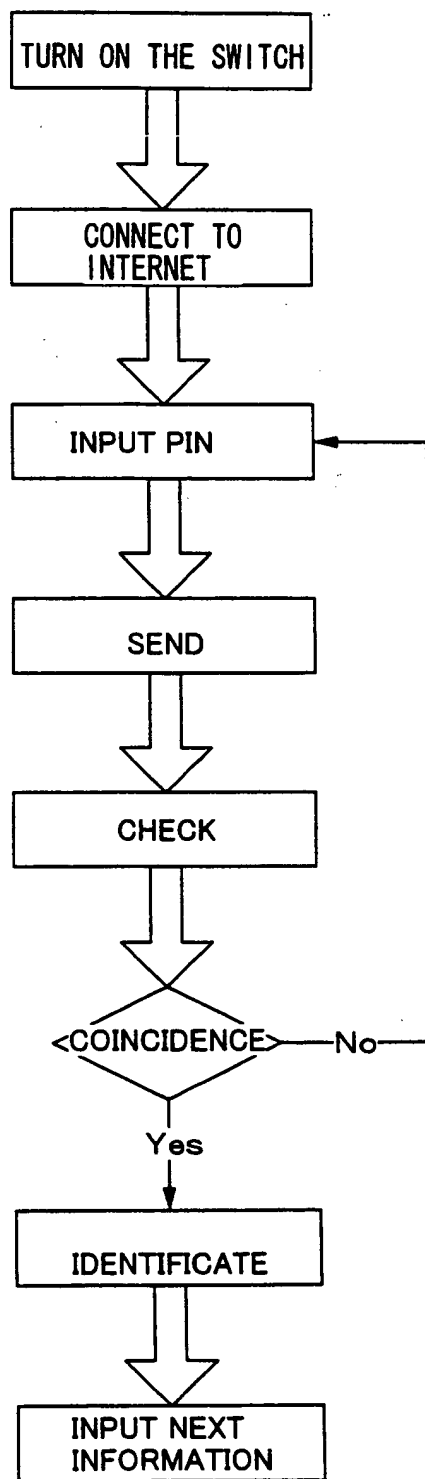 TURN ON THE SWITCH
CONNECT TO
INTERNET
INPUT PIN
SEND
CHECK
COINCIDENCE
No
Yes
IDENTIFICATE
INPUT NEXT
INFORMATION